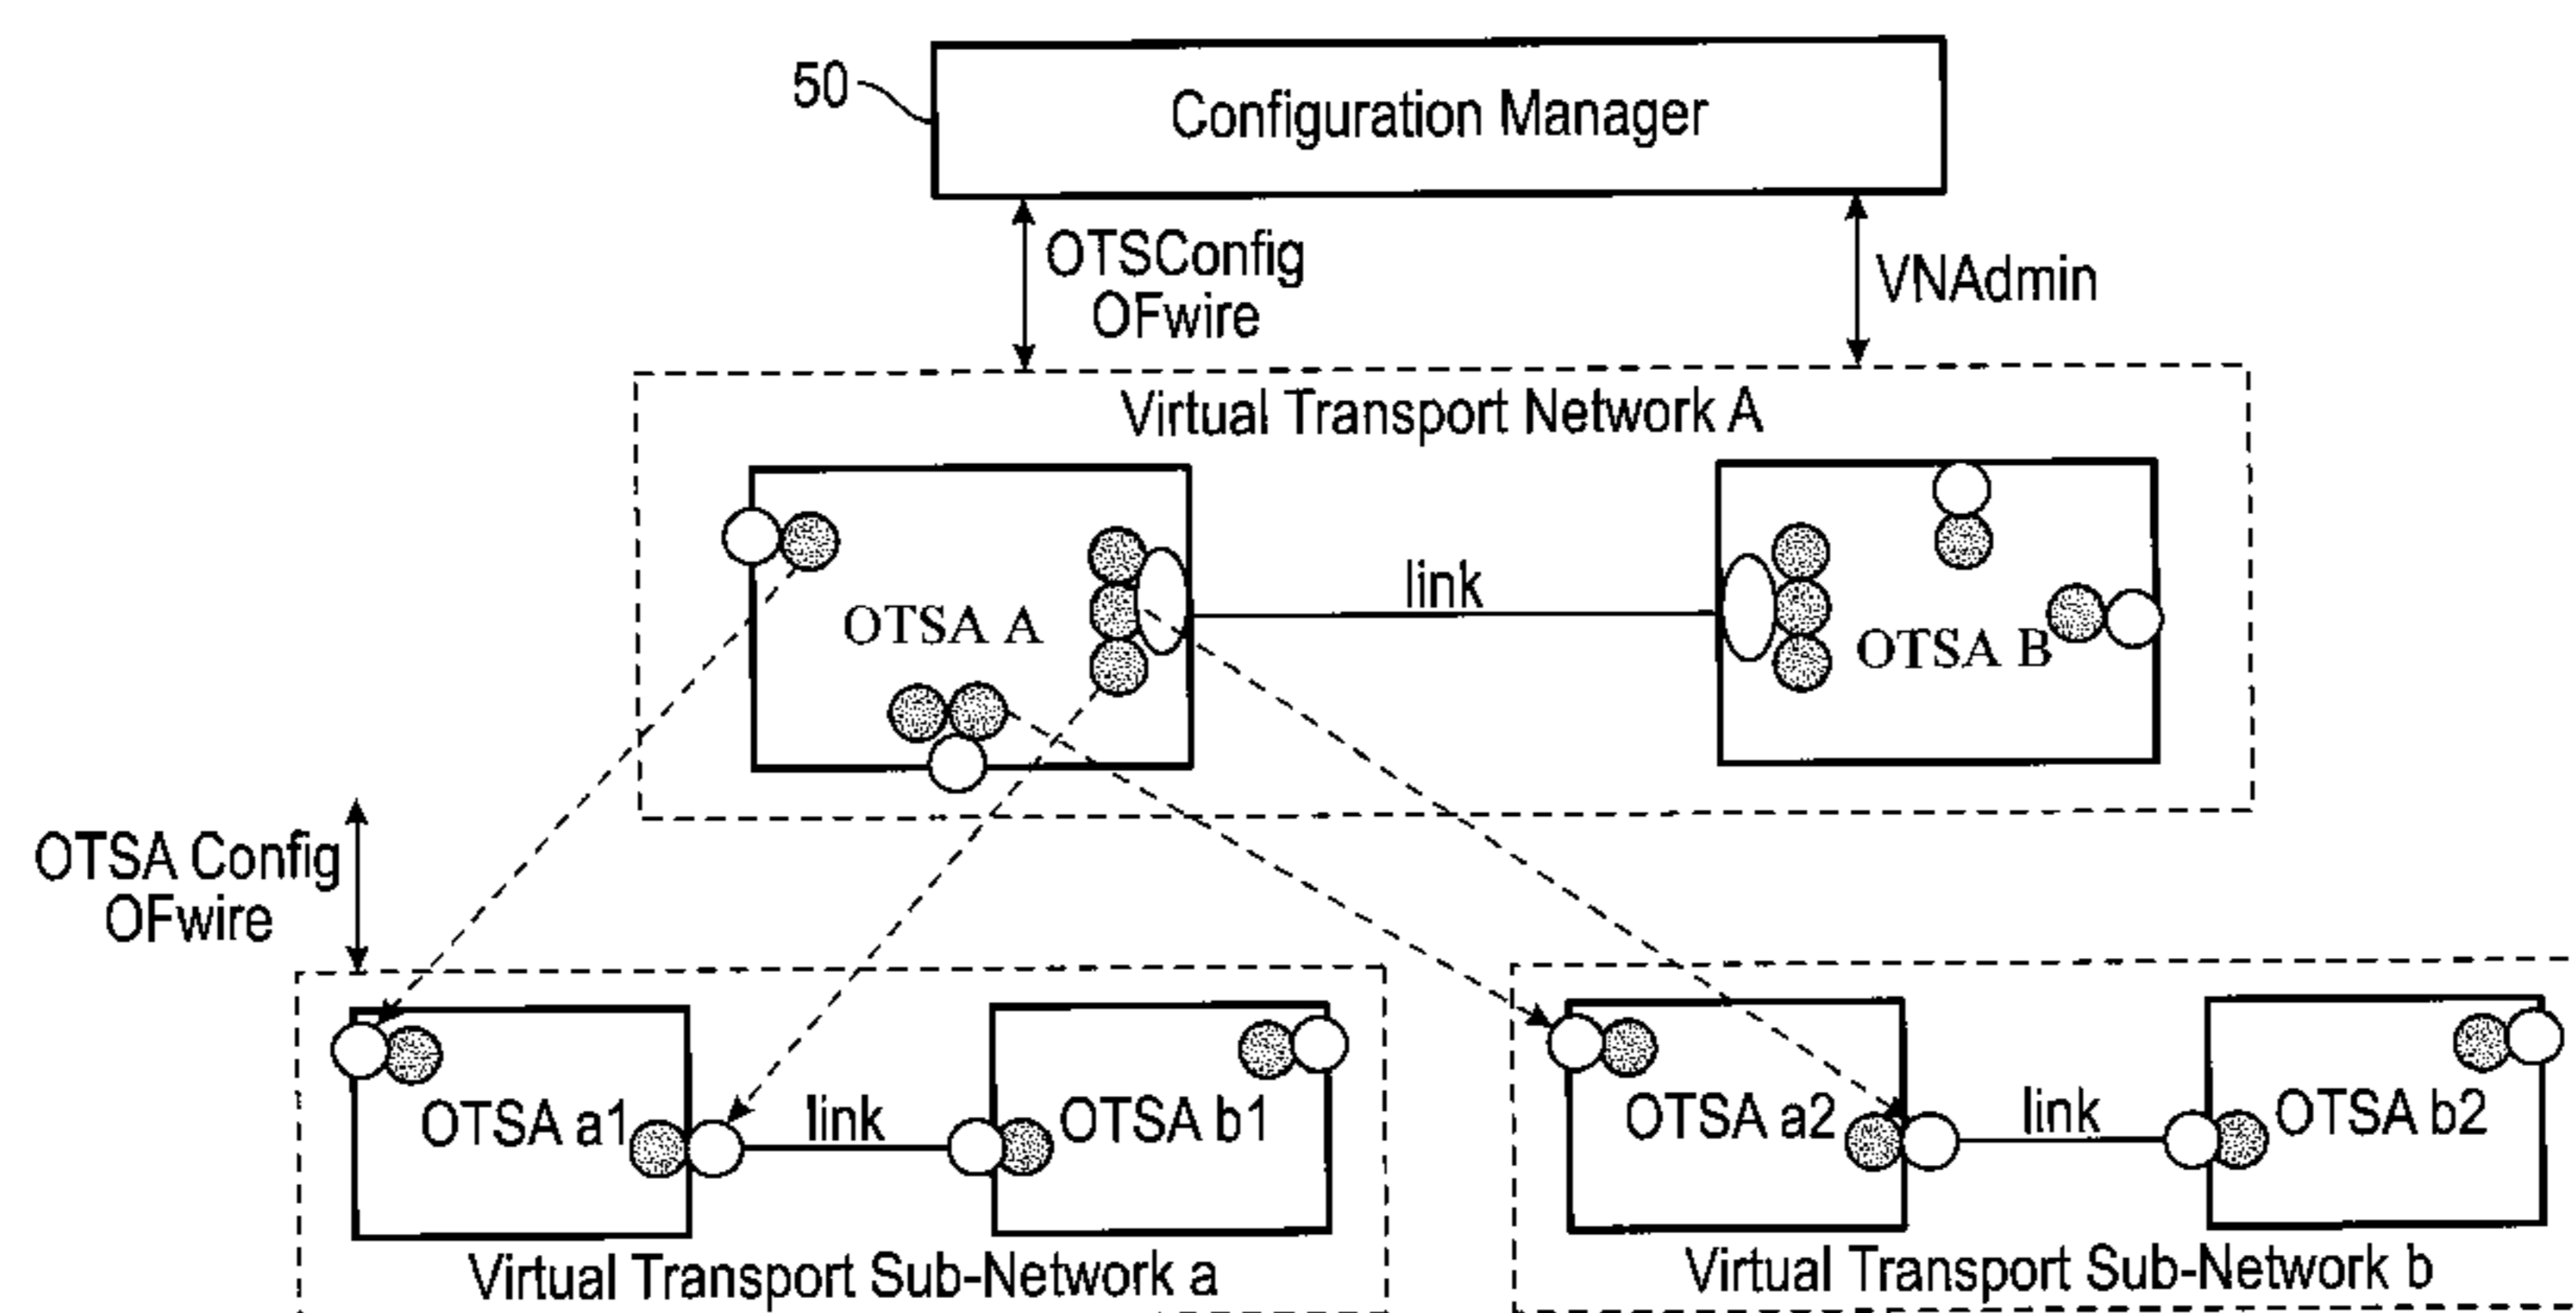 50
Configuration Manager
OTSConfig
OFwire
VNAdmin
Virtual Transport Network A
OTSA A
link
OTSA B
OTSA Config
OFwire
OTSA a1
link
OTSA b1
OTSA a2
link
OTSA b2
Virtual Transport Sub-Network a
Virtual Transport Sub-Network b